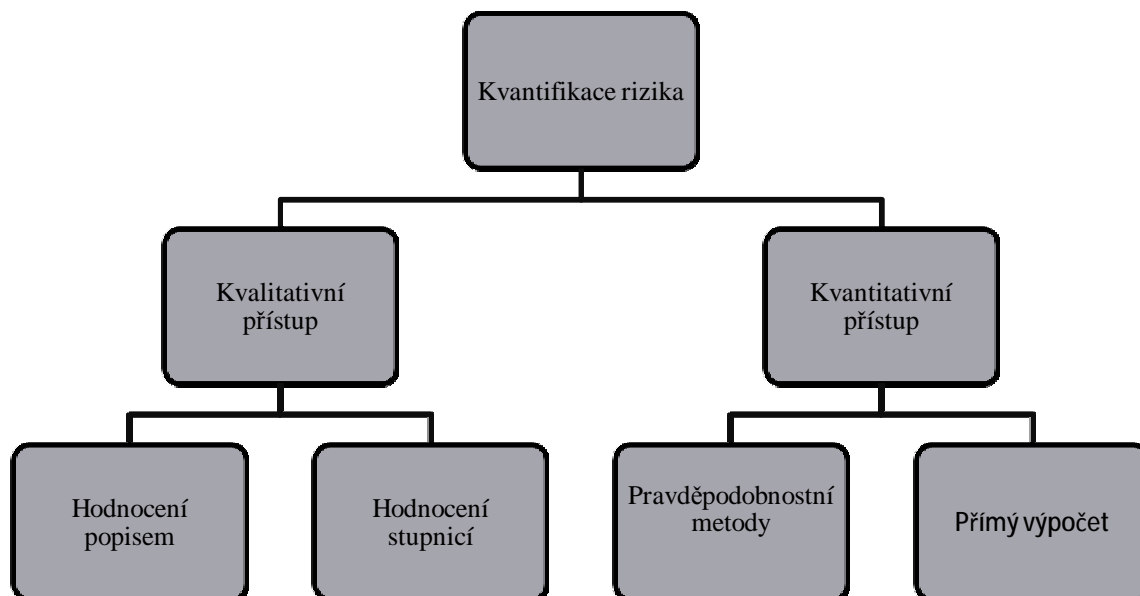 Kvantifikace rizika
Kvalitativní
přístup
Kvantitativní
přístup
Hodnocení
popisem
Hodnocení
stupnicí
Pravděpodobnostní
metody
Přímý výpočet